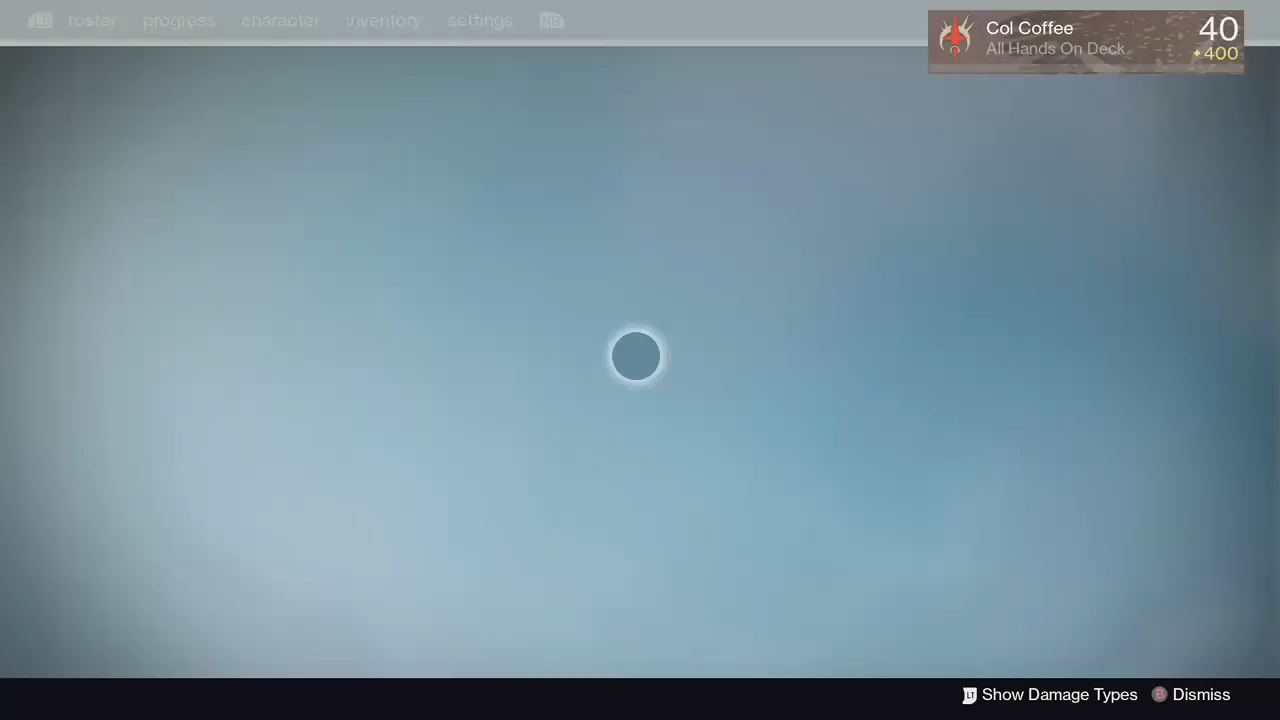 LB roster progress character inventory settings RB
Col Coffee 40
All Hands On Deck +400
LT Show Damage Types B Dismiss